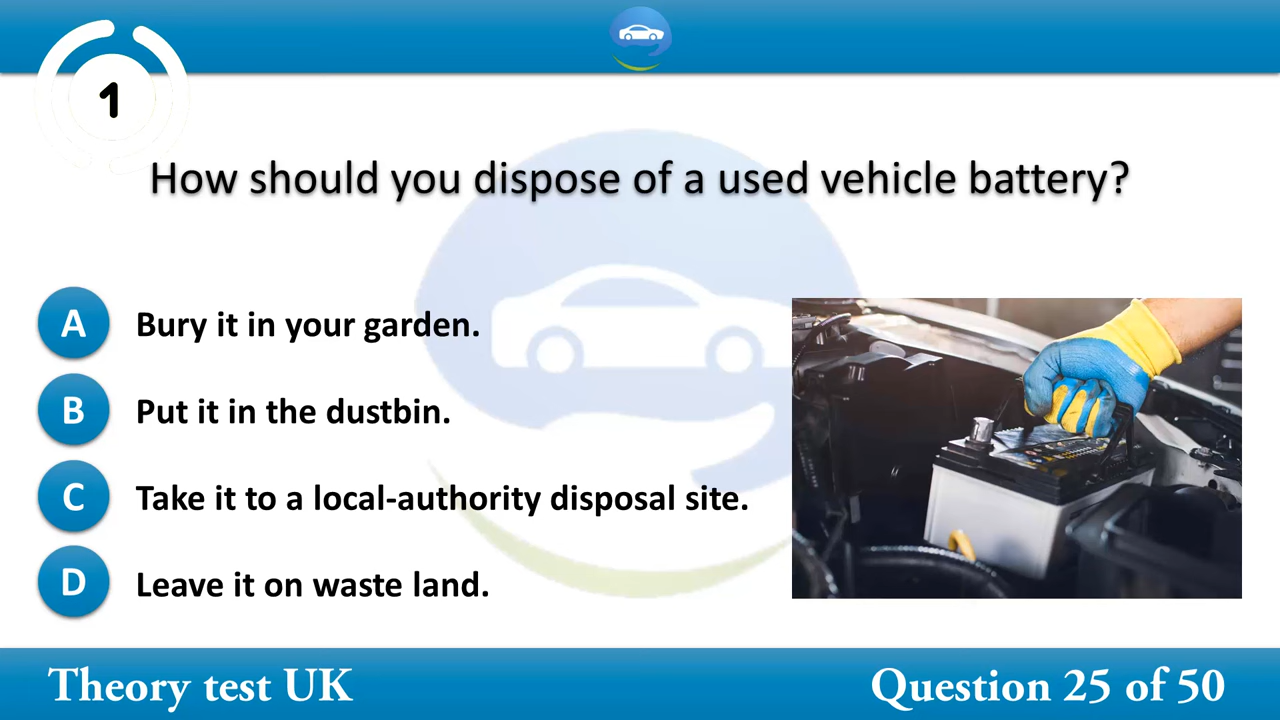 1
How should you dispose of a used vehicle battery?
A Bury it in your garden.
B Put it in the dustbin.
C Take it to a local-authority disposal site.
D Leave it on waste land.
Theory test UK
Question 25 of 50